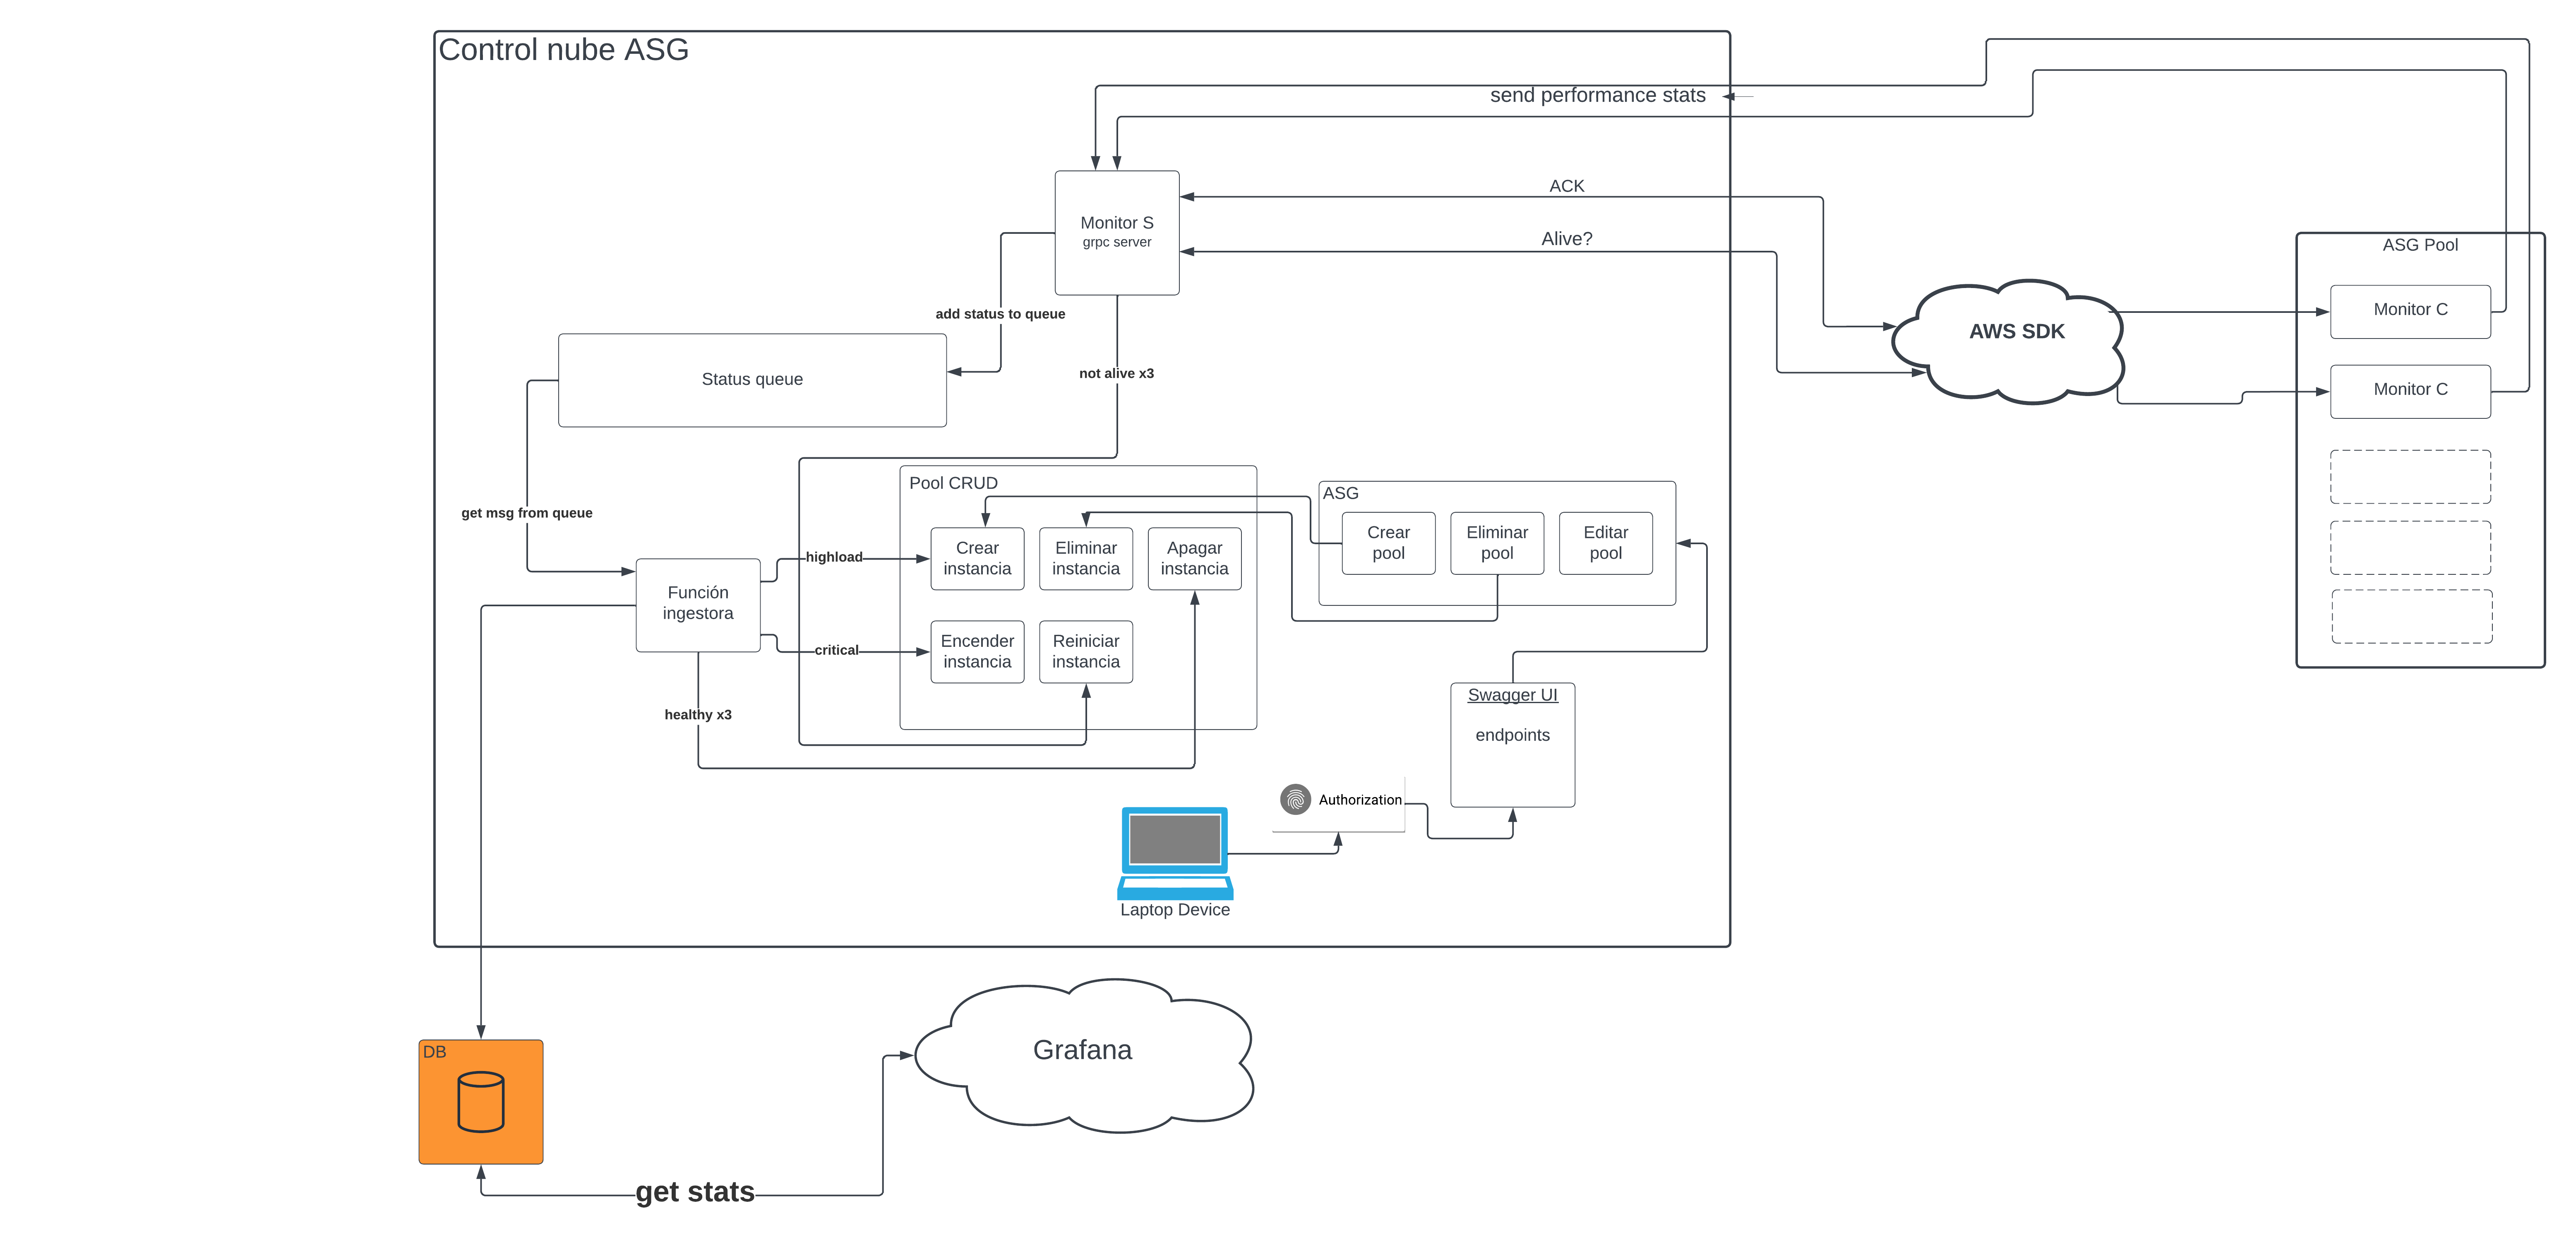 Control nube ASG
send performance stats
ACK
Monitor S
grpc server
Alive?
ASG Pool
Monitor C
AWS SDK
Monitor C
add status to queue
not alive x3
Status queue
get msg from queue
Pool CRUD
ASG
Crear
pool
Eliminar
pool
Editar
pool
Crear
instancia
Eliminar
instancia
Apagar
instancia
highload
Función
ingestora
Encender
instancia
Reiniciar
instancia
critical
healthy x3
Swagger UI
endpoints
Authorization
Laptop Device
DB
Grafana
get stats